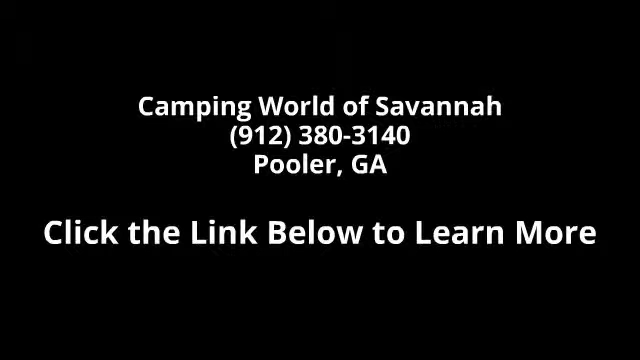 Camping World of Savannah
(912) 380-3140
Pooler, GA
Click the Link Below to Learn More